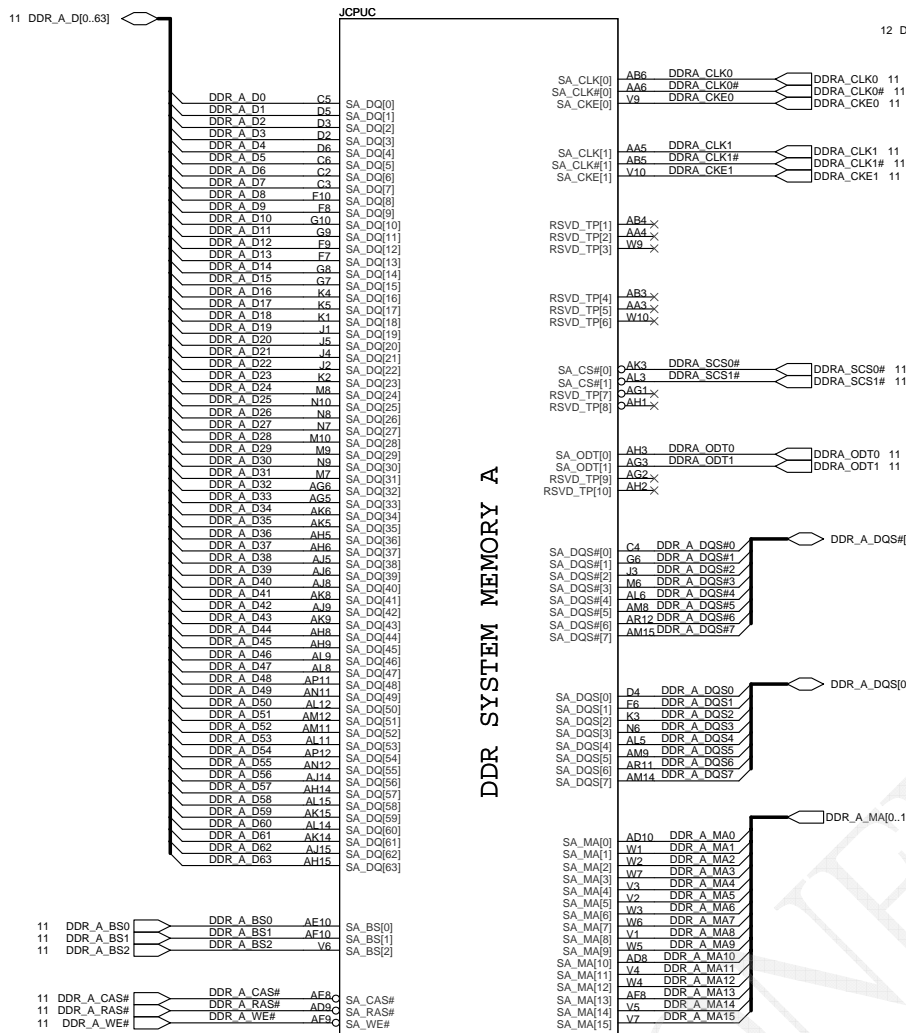 JCPUC
11 DDR_A_D[0..63]
12 D
DDR_A_D0 C5 SA_DQ[0]
DDR_A_D1 D5 SA_DQ[1]
DDR_A_D2 D3 SA_DQ[2]
DDR_A_D3 D2 SA_DQ[3]
DDR_A_D4 D6 SA_DQ[4]
DDR_A_D5 C6 SA_DQ[5]
DDR_A_D6 C2 SA_DQ[6]
DDR_A_D7 C3 SA_DQ[7]
DDR_A_D8 F10 SA_DQ[8]
DDR_A_D9 F8 SA_DQ[9]
DDR_A_D10 G10 SA_DQ[10]
DDR_A_D11 G9 SA_DQ[11]
DDR_A_D12 F9 SA_DQ[12]
DDR_A_D13 F7 SA_DQ[13]
DDR_A_D14 G8 SA_DQ[14]
DDR_A_D15 G7 SA_DQ[15]
DDR_A_D16 K4 SA_DQ[16]
DDR_A_D17 K5 SA_DQ[17]
DDR_A_D18 K1 SA_DQ[18]
DDR_A_D19 J1 SA_DQ[19]
DDR_A_D20 J5 SA_DQ[20]
DDR_A_D21 J4 SA_DQ[21]
DDR_A_D22 J2 SA_DQ[22]
DDR_A_D23 K2 SA_DQ[23]
DDR_A_D24 M8 SA_DQ[24]
DDR_A_D25 N10 SA_DQ[25]
DDR_A_D26 N8 SA_DQ[26]
DDR_A_D27 N7 SA_DQ[27]
DDR_A_D28 M10 SA_DQ[28]
DDR_A_D29 M9 SA_DQ[29]
DDR_A_D30 N9 SA_DQ[30]
DDR_A_D31 M7 SA_DQ[31]
DDR_A_D32 AG6 SA_DQ[32]
DDR_A_D33 AG5 SA_DQ[33]
DDR_A_D34 AK6 SA_DQ[34]
DDR_A_D35 AK5 SA_DQ[35]
DDR_A_D36 AH5 SA_DQ[36]
DDR_A_D37 AH6 SA_DQ[37]
DDR_A_D38 AJ5 SA_DQ[38]
DDR_A_D39 AJ6 SA_DQ[39]
DDR_A_D40 AJ8 SA_DQ[40]
DDR_A_D41 AK8 SA_DQ[41]
DDR_A_D42 AJ9 SA_DQ[42]
DDR_A_D43 AK9 SA_DQ[43]
DDR_A_D44 AH8 SA_DQ[44]
DDR_A_D45 AH9 SA_DQ[45]
DDR_A_D46 AL9 SA_DQ[46]
DDR_A_D47 AL8 SA_DQ[47]
DDR_A_D48 AP11 SA_DQ[48]
DDR_A_D49 AN11 SA_DQ[49]
DDR_A_D50 AL12 SA_DQ[50]
DDR_A_D51 AM12 SA_DQ[51]
DDR_A_D52 AM11 SA_DQ[52]
DDR_A_D53 AL11 SA_DQ[53]
DDR_A_D54 AP12 SA_DQ[54]
DDR_A_D55 AN12 SA_DQ[55]
DDR_A_D56 AJ14 SA_DQ[56]
DDR_A_D57 AH14 SA_DQ[57]
DDR_A_D58 AL15 SA_DQ[58]
DDR_A_D59 AK15 SA_DQ[59]
DDR_A_D60 AL14 SA_DQ[60]
DDR_A_D61 AK14 SA_DQ[61]
DDR_A_D62 AJ15 SA_DQ[62]
DDR_A_D63 AH15 SA_DQ[63]
11 DDR_A_BS0 DDR_A_BS0 AE10 SA_BS[0]
11 DDR_A_BS1 DDR_A_BS1 AF10 SA_BS[1]
11 DDR_A_BS2 DDR_A_BS2 V6 SA_BS[2]
11 DDR_A_CAS# DDR_A_CAS# AE8 SA_CAS#
11 DDR_A_RAS# DDR_A_RAS# AD9 SA_RAS#
11 DDR_A_WE# DDR_A_WE# AF9 SA_WE#
DDR SYSTEM MEMORY A
SA_CLK[0] AB6 DDRA_CLK0 DDRA_CLK0 11
SA_CLK#[0] AA6 DDRA_CLK0# DDRA_CLK0# 11
SA_CKE[0] V9 DDRA_CKE0 DDRA_CKE0 11
SA_CLK[1] AA5 DDRA_CLK1 DDRA_CLK1 11
SA_CLK#[1] AB5 DDRA_CLK1# DDRA_CLK1# 11
SA_CKE[1] V10 DDRA_CKE1 DDRA_CKE1 11
RSVD_TP[1] AB4
RSVD_TP[2] AA4
RSVD_TP[3] W9
RSVD_TP[4] AB3
RSVD_TP[5] AA3
RSVD_TP[6] W10
SA_CS#[0] AK3 DDRA_SCS0# DDRA_SCS0# 11
SA_CS#[1] AL3 DDRA_SCS1# DDRA_SCS1# 11
RSVD_TP[7] AG1
RSVD_TP[8] AH1
SA_ODT[0] AH3 DDRA_ODT0 DDRA_ODT0 11
SA_ODT[1] AG3 DDRA_ODT1 DDRA_ODT1 11
RSVD_TP[9] AG2
RSVD_TP[10] AH2
DDR_A_DQS#[
SA_DQS#[0] C4 DDR_A_DQS#0
SA_DQS#[1] G6 DDR_A_DQS#1
SA_DQS#[2] J3 DDR_A_DQS#2
SA_DQS#[3] M6 DDR_A_DQS#3
SA_DQS#[4] AL6 DDR_A_DQS#4
SA_DQS#[5] AM8 DDR_A_DQS#5
SA_DQS#[6] AR12 DDR_A_DQS#6
SA_DQS#[7] AM15 DDR_A_DQS#7
DDR_A_DQS[0
SA_DQS[0] D4 DDR_A_DQS0
SA_DQS[1] F6 DDR_A_DQS1
SA_DQS[2] K3 DDR_A_DQS2
SA_DQS[3] N6 DDR_A_DQS3
SA_DQS[4] AL5 DDR_A_DQS4
SA_DQS[5] AM9 DDR_A_DQS5
SA_DQS[6] AR11 DDR_A_DQS6
SA_DQS[7] AM14 DDR_A_DQS7
DDR_A_MA[0..1
SA_MA[0] AD10 DDR_A_MA0
SA_MA[1] W1 DDR_A_MA1
SA_MA[2] W2 DDR_A_MA2
SA_MA[3] W7 DDR_A_MA3
SA_MA[4] V3 DDR_A_MA4
SA_MA[5] V2 DDR_A_MA5
SA_MA[6] W3 DDR_A_MA6
SA_MA[7] W6 DDR_A_MA7
SA_MA[8] V1 DDR_A_MA8
SA_MA[9] W5 DDR_A_MA9
SA_MA[10] AD8 DDR_A_MA10
SA_MA[11] V4 DDR_A_MA11
SA_MA[12] W4 DDR_A_MA12
SA_MA[13] AF8 DDR_A_MA13
SA_MA[14] V5 DDR_A_MA14
SA_MA[15] V7 DDR_A_MA15